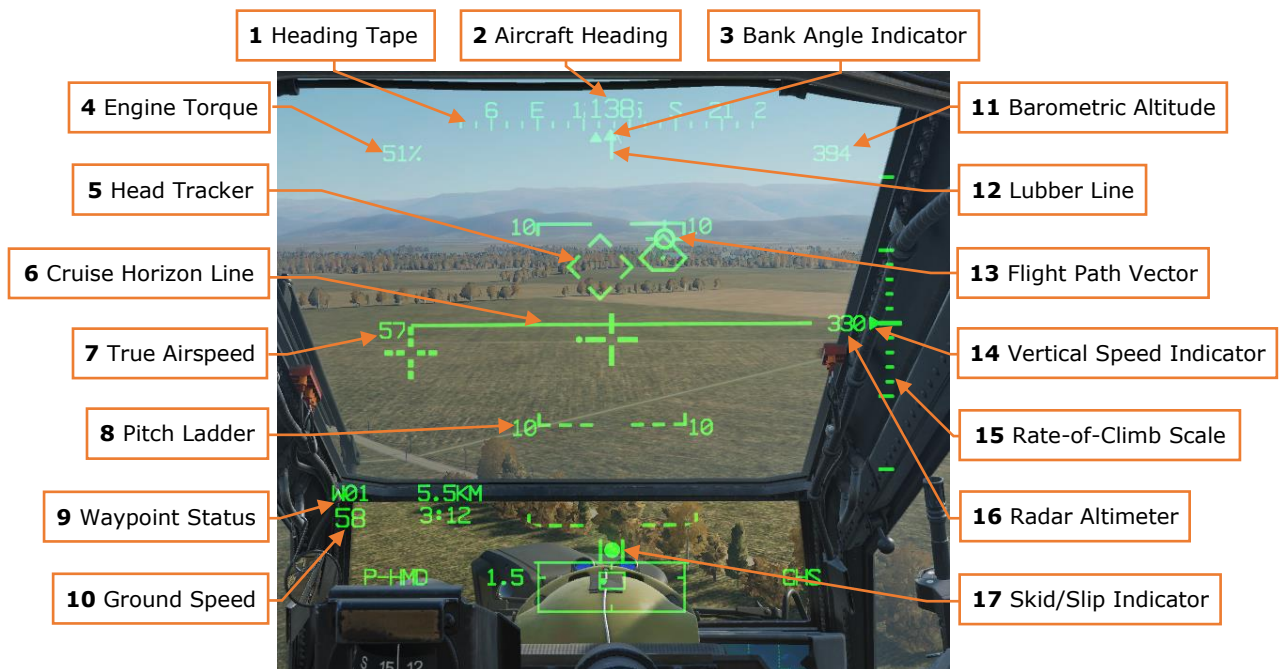 1 Heading Tape
2 Aircraft Heading
3 Bank Angle Indicator
4 Engine Torque
11 Barometric Altitude
6 E 1 138 S 21 2
51%
394
5 Head Tracker
12 Lubber Line
10 10
6 Cruise Horizon Line
13 Flight Path Vector
57
330
7 True Airspeed
14 Vertical Speed Indicator
8 Pitch Ladder
10 10
15 Rate-of-Climb Scale
9 Waypoint Status
W01 5.5KM
58 3:12
16 Radar Altimeter
10 Ground Speed
P-HMD 1.5 GHS
17 Skid/Slip Indicator
S 15 12